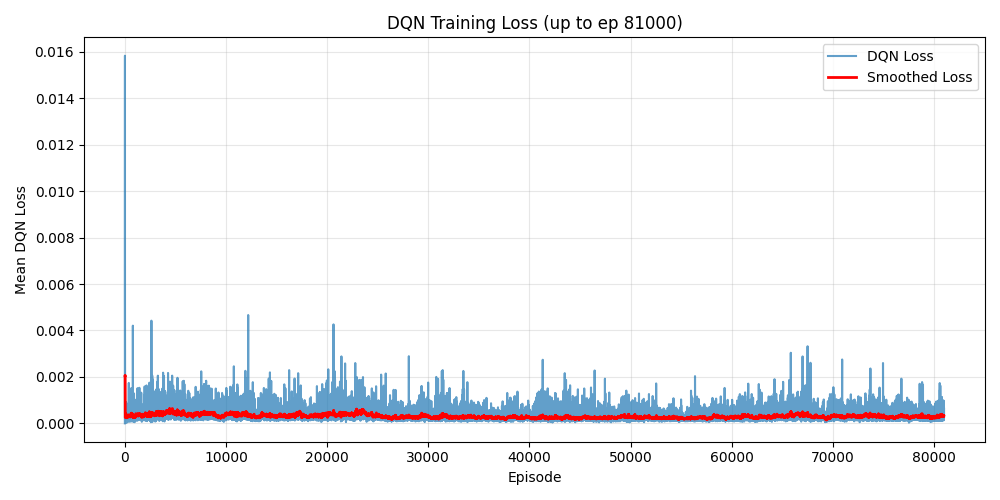 DQN Training Loss (up to ep 81000)
DQN Loss
Smoothed Loss
Mean DQN Loss
0.016
0.014
0.012
0.010
0.008
0.006
0.004
0.002
0.000
0 10000 20000 30000 40000 50000 60000 70000 80000
Episode